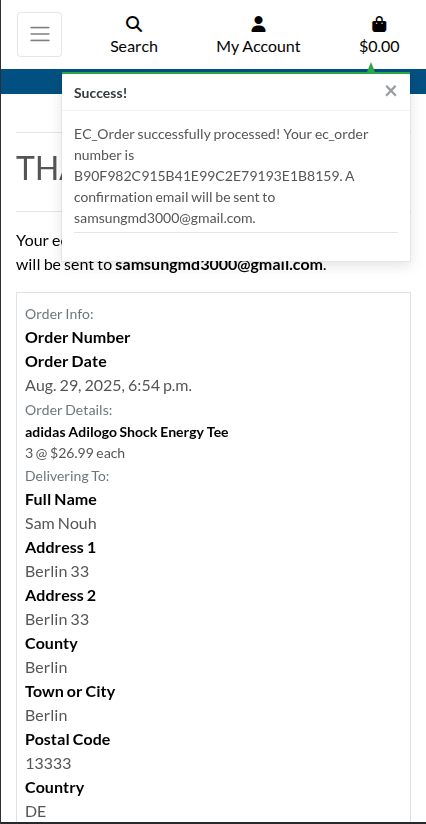 Search
My Account
$0.00
Success!
×
EC_Order successfully processed! Your ec_order
number is
B90F982C915B41E99C2E79193E1B8159. A
confirmation email will be sent to
samsungmd3000@gmail.com.
Your
will be sent to samsungmd3000@gmail.com.
Order Info:
Order Number
Order Date
Aug. 29, 2025, 6:54 p.m.
Order Details:
adidas Adilogo Shock Energy Tee
3 @ $26.99 each
Delivering To:
Full Name
Sam Nouh
Address 1
Berlin 33
Address 2
Berlin 33
County
Berlin
Town or City
Berlin
Postal Code
13333
Country
DE